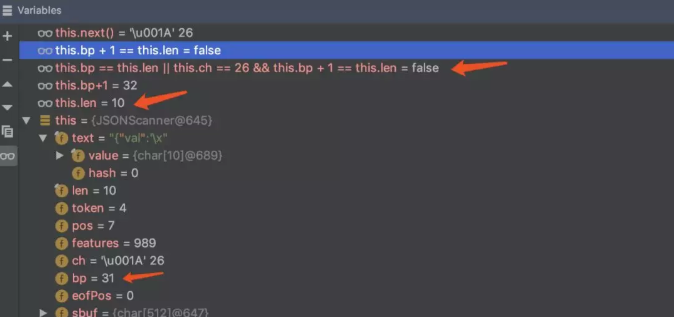 Variables
this.next() = '\u001A' 26
this.bp + 1 == this.len = false
this.bp == this.len || this.ch == 26 && this.bp + 1 == this.len = false
this.bp+1 = 32
this.len = 10
this = {JSONScanner@645}
text = "{"val":'\x"
value = {char[10]@689}
hash = 0
len = 10
token = 4
pos = 7
features = 989
ch = '\u001A' 26
bp = 31
eofPos = 0
sbuf = {char[512]@647}